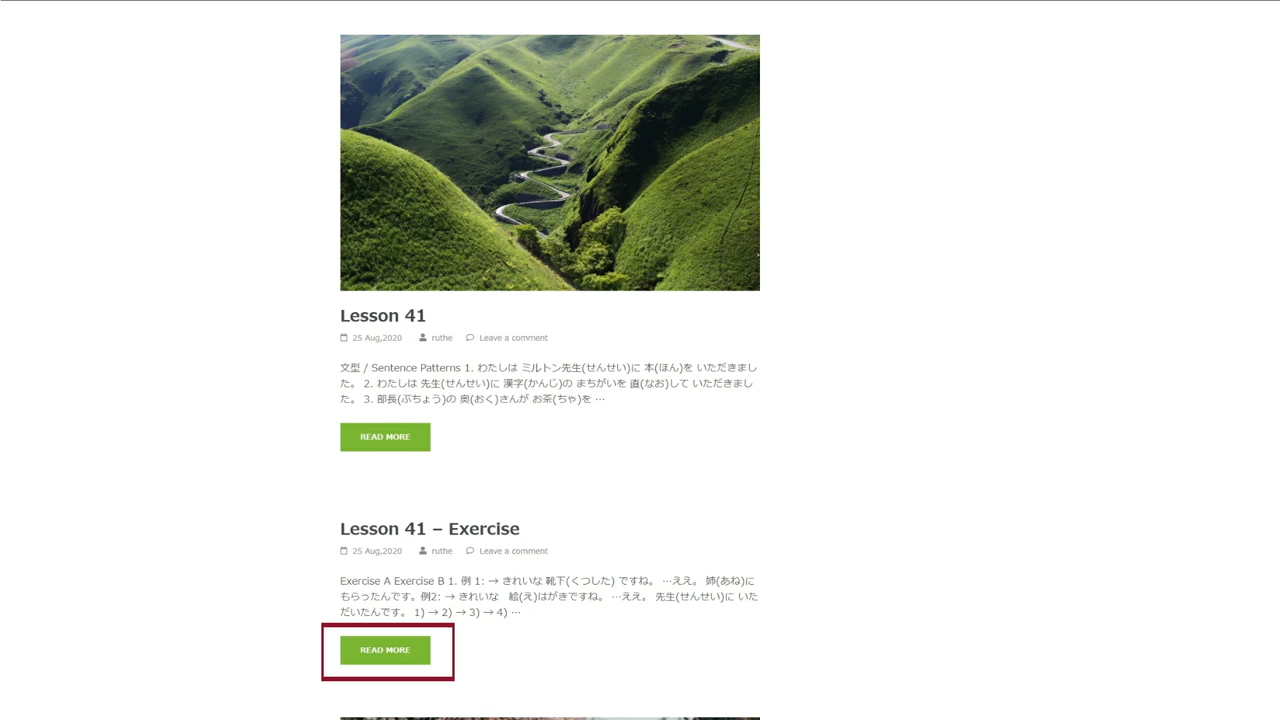 Lesson 41
25 Aug,2020 ruthe Leave a comment
文型 / Sentence Patterns 1. わたしは ミルトン先生(せんせい)に 本(ほん)を いただきまし
た。 2. わたしは 先生(せんせい)に 漢字(かんじ)の まちがいを 直(なお)して いただきまし
た。 3. 部長(ぶちょう)の 奥(おく)さんが お茶(ちゃ)を …
READ MORE
Lesson 41 – Exercise
25 Aug,2020 ruthe Leave a comment
Exercise A Exercise B 1. 例 1: → きれいな 靴下(くつした) ですね。 …ええ。 姉(あね)に
もらったんです。例2: → きれいな　絵(え)はがきですね。 …ええ。 先生(せんせい)に いた
だいたんです。 1) → 2) → 3) → 4) …
READ MORE